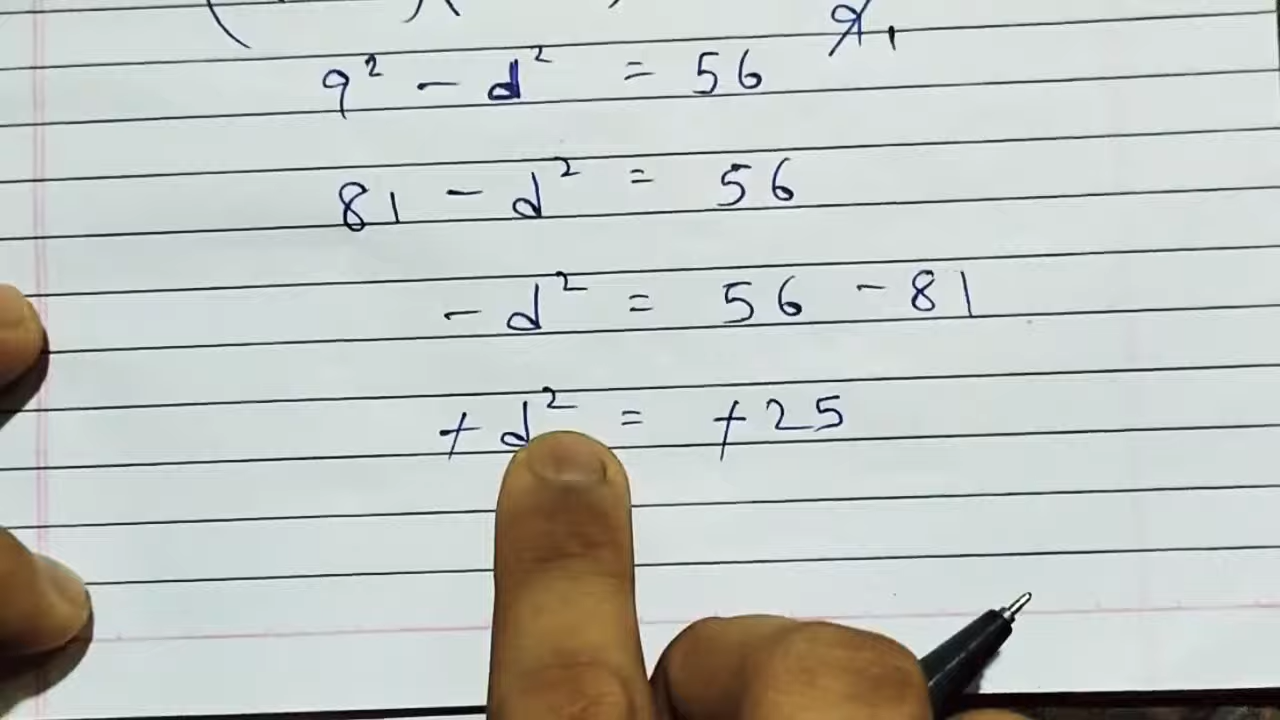 9² - d² = 56
81 - d² = 56
- d² = 56 - 81
+ d² = + 25